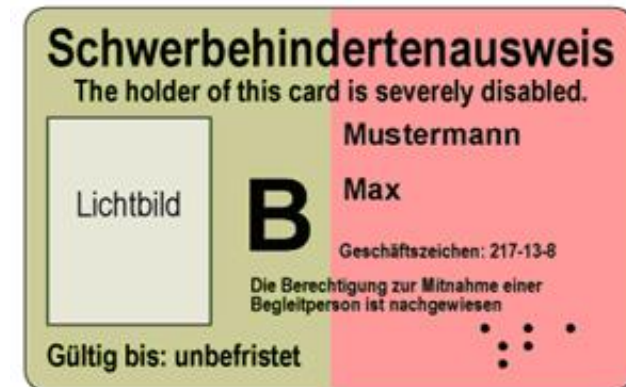 Schwerbehindertenausweis
The holder of this card is severely disabled.
Mustermann
Lichtbild
B
Max
Geschäftszeichen: 217-13-8
Die Berechtigung zur Mitnahme einer
Begleitperson ist nachgewiesen
Gültig bis: unbefristet